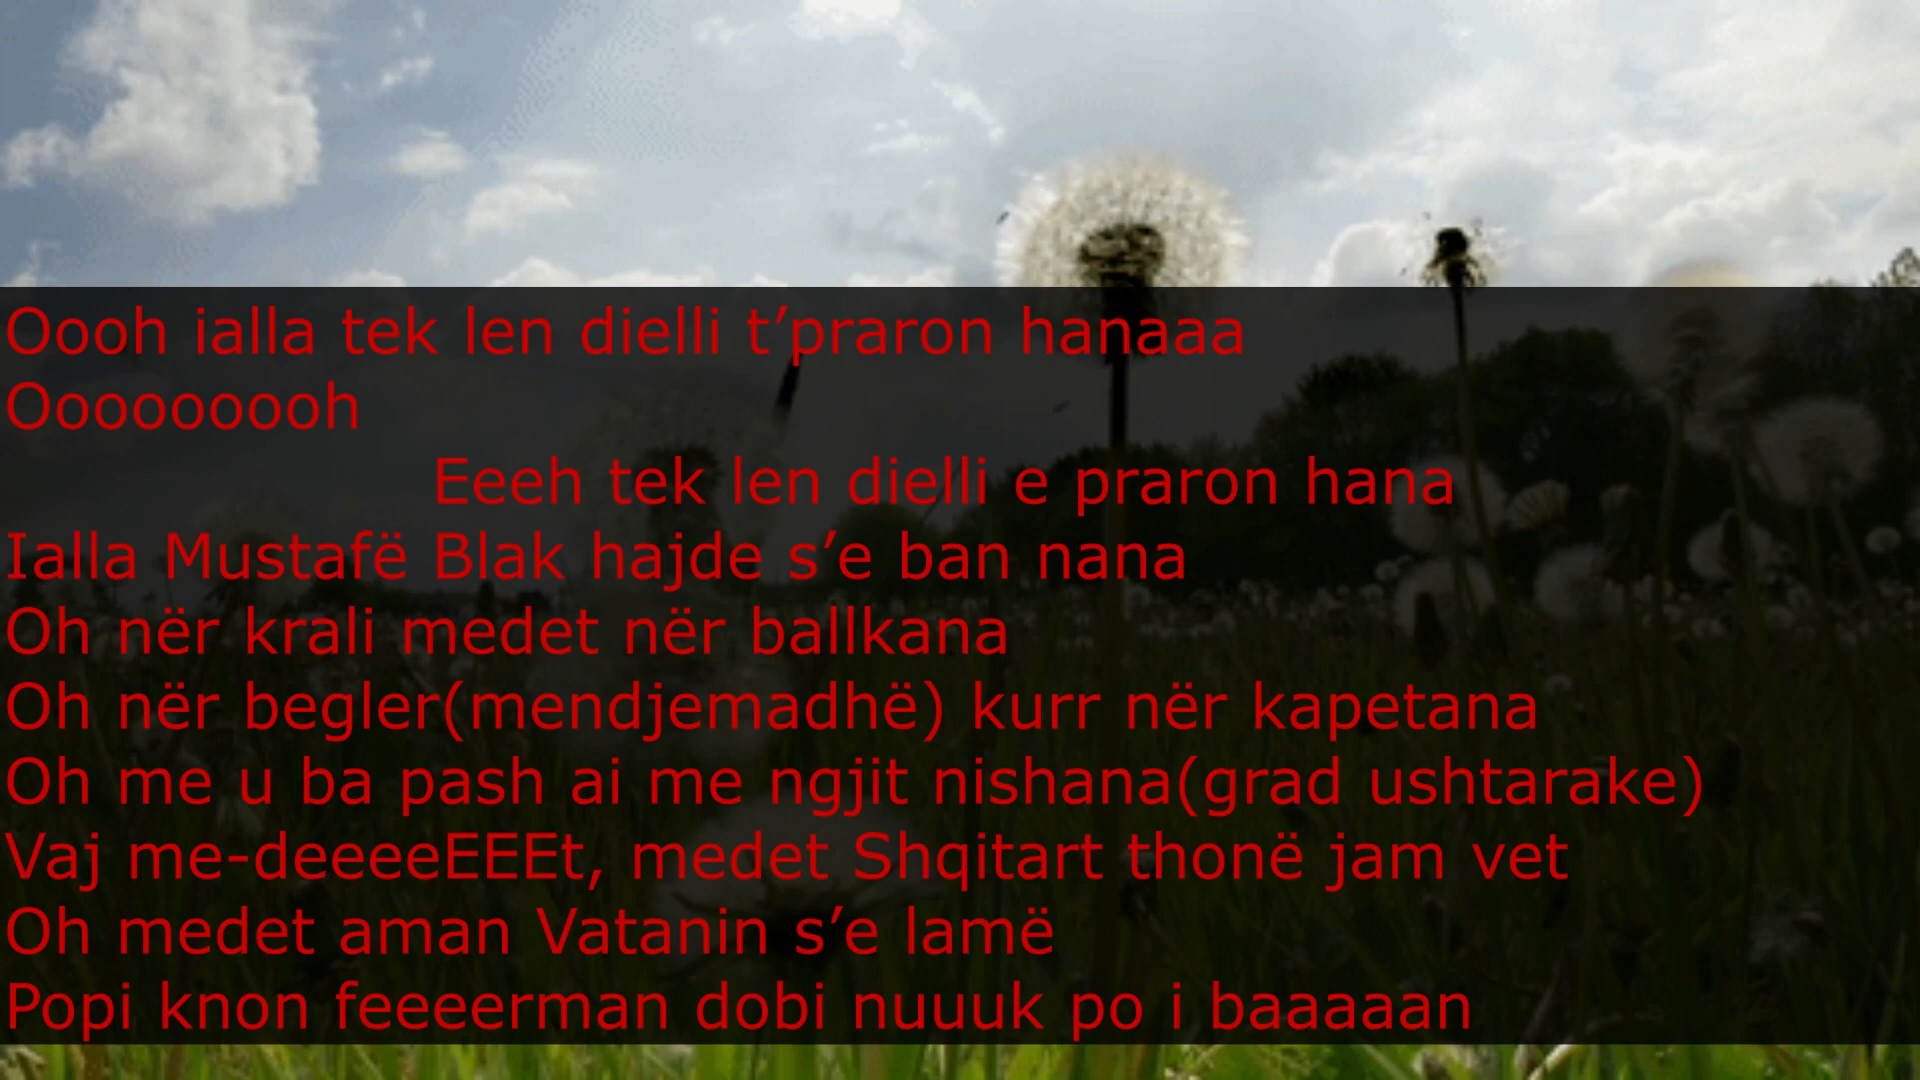 Oooh ialla tek len dielli t’praron hanaaa
Ooooooooh
Eeeh tek len dielli e praron hana
Ialla Mustafë Blak hajde s’e ban nana
Oh nër krali medet nër ballkana
Oh nër begler(mendjemadhë) kurr nër kapetana
Oh me u ba pash ai me ngjit nishana(grad ushtarake)
Vaj me-deeeeEEEt, medet Shqitart thonë jam vet
Oh medet aman Vatanin s’e lamë
Popi knon feeeerman dobi nuuuk po i baaaaan